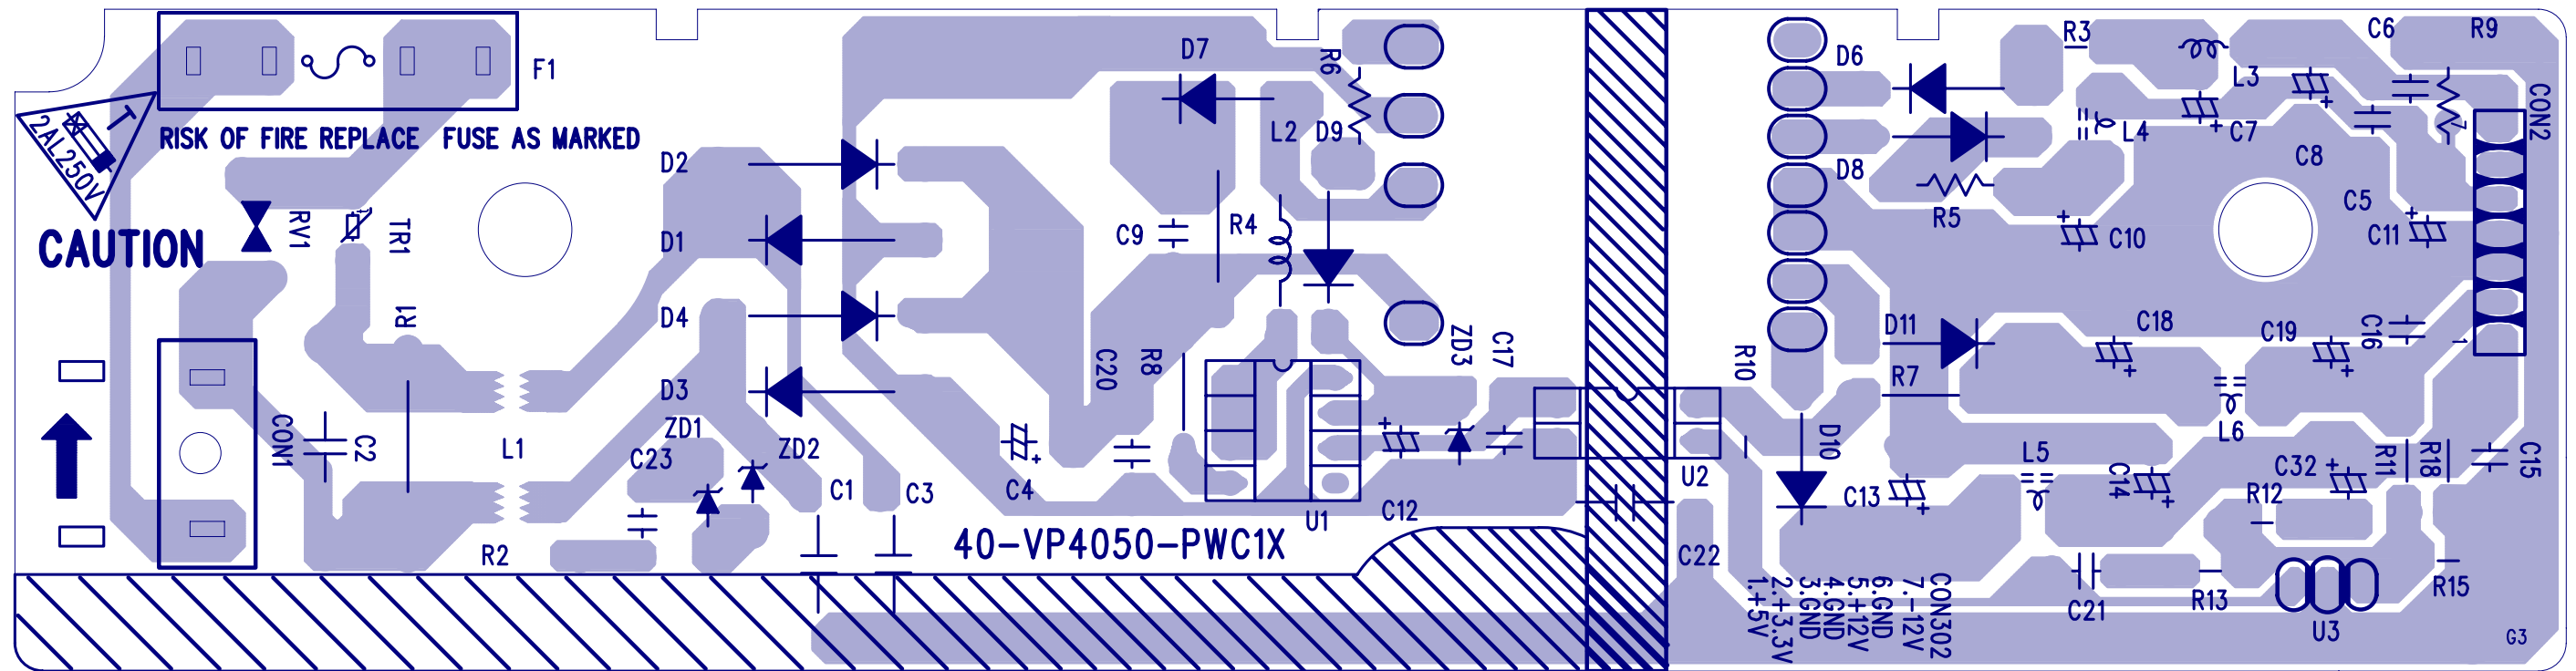 F1
2AL250V
T
RISK OF FIRE REPLACE FUSE AS MARKED
CAUTION
RV1
TR1
R1
CON1
C2
L1
R2
D2
D1
D4
D3
ZD1
C23
ZD2
C1
C3
C4
D7
R6
L2
D9
C9
R4
C20
R8
ZD3
C17
U1
C12
40-VP4050-PWC1X
U2
R10
D10
C22
D6
D8
R3
R5
L3
L4
C7
C6
R9
C8
C5
C10
C11
CON2
7
1
D11
R7
C18
C19
C16
L6
C13
L5
C14
C32
R11
R18
C15
R12
C21
R13
U3
R15
G3
CON302
7.-12V
6.GND
5.+12V
4.GND
3.GND
2.+3.3V
1.+5V